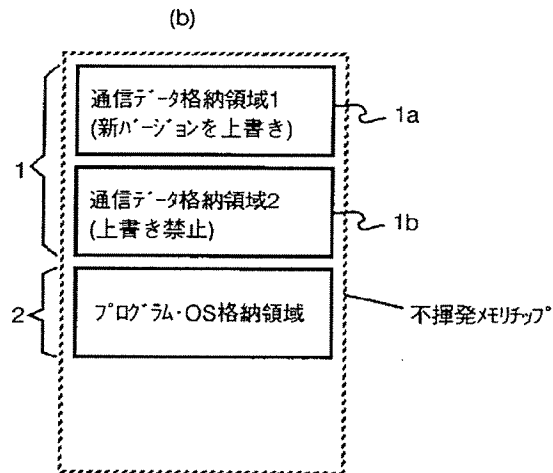 (b)
通信ﾃﾞｰﾀ格納領域1
(新ﾊﾞｰｼﾞｮﾝを上書き)
1a
1
通信ﾃﾞｰﾀ格納領域2
(上書き禁止)
1b
2
ﾌﾟﾛｸﾞﾗﾑ･OS格納領域
不揮発ﾒﾓﾘﾁｯﾌﾟ